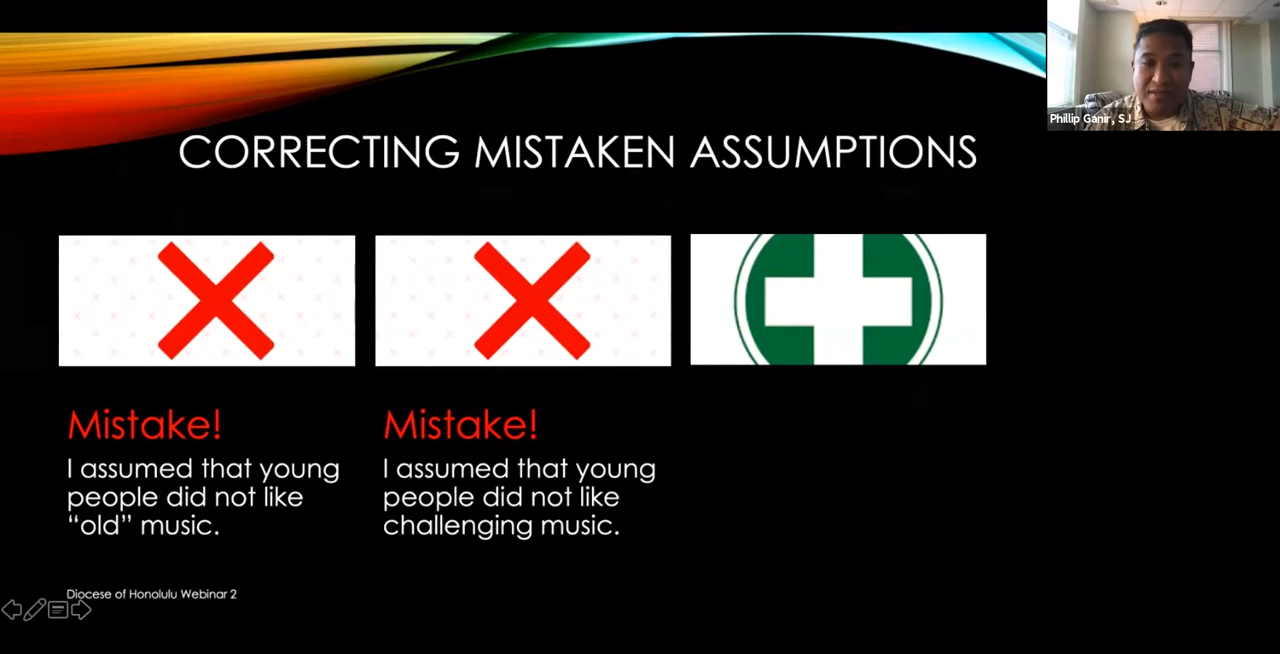 Phillip Ganir, SJ
CORRECTING MISTAKEN ASSUMPTIONS
Mistake!
I assumed that young
people did not like
“old” music.
Mistake!
I assumed that young
people did not like
challenging music.
Diocese of Honolulu Webinar 2